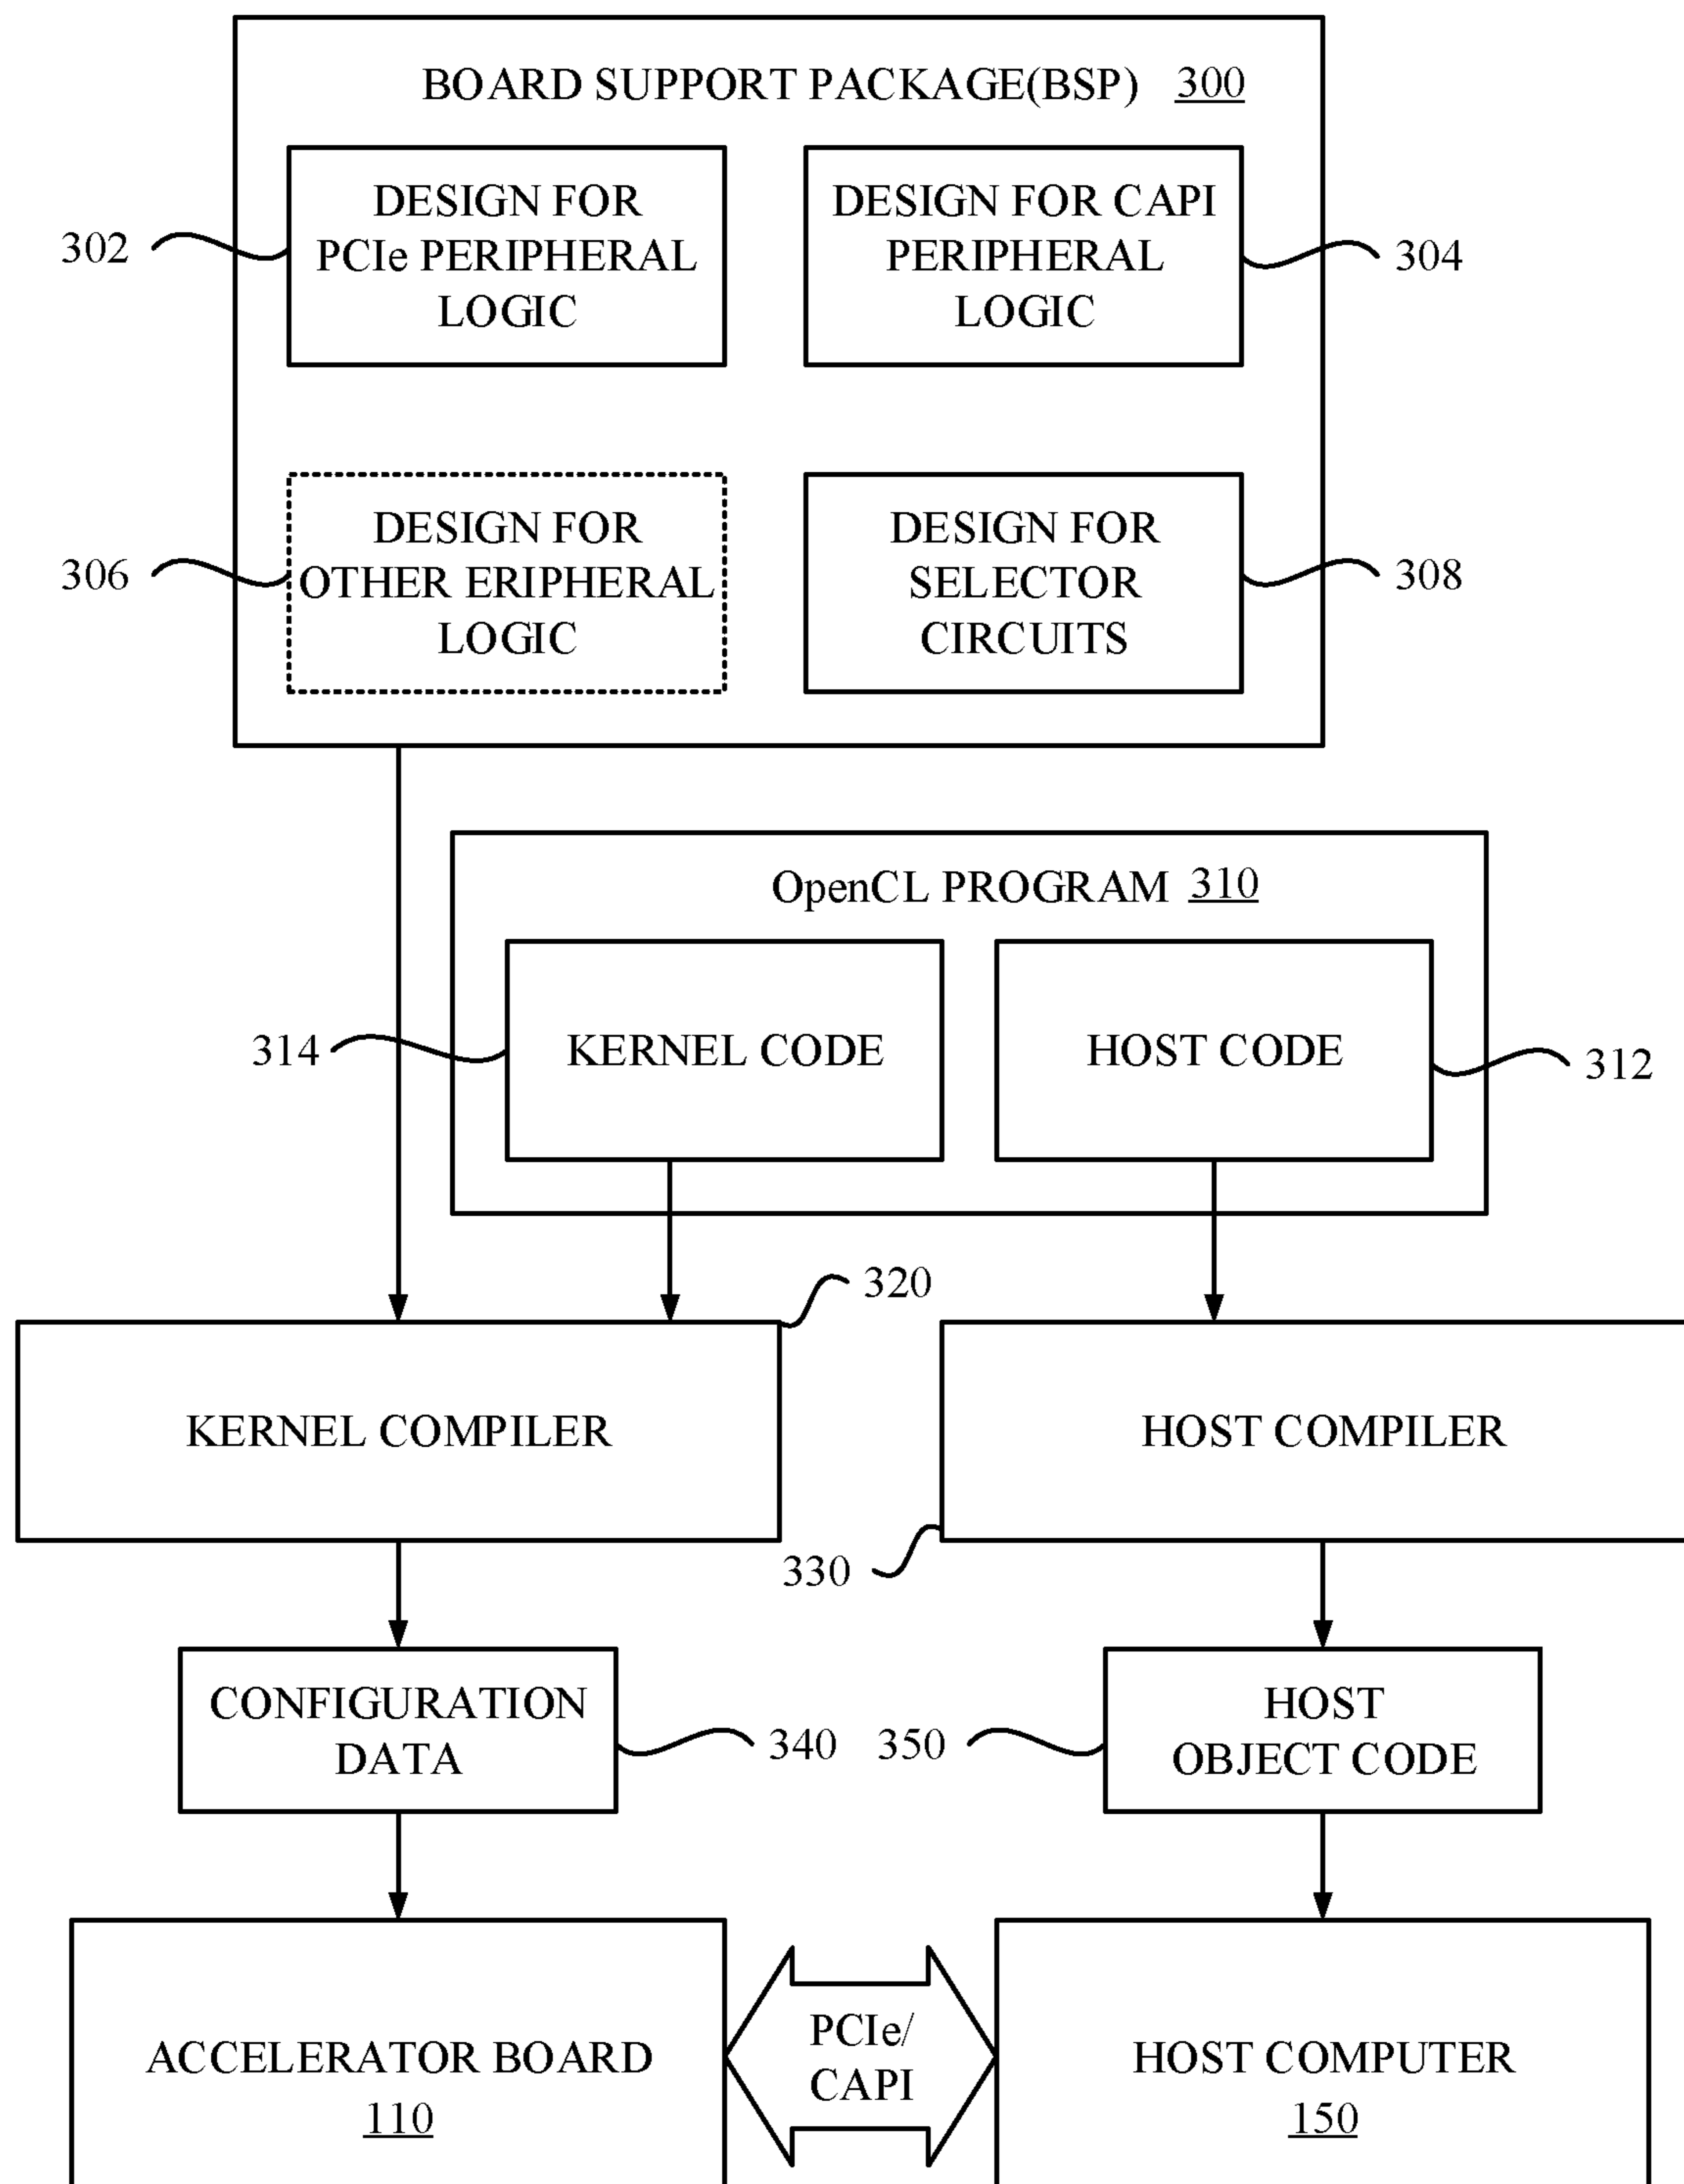 BOARD SUPPORT PACKAGE(BSP) 300
DESIGN FOR
PCIe PERIPHERAL
LOGIC
302
DESIGN FOR CAPI
PERIPHERAL
LOGIC
304
DESIGN FOR
OTHER ERIPHERAL
LOGIC
306
DESIGN FOR
SELECTOR
CIRCUITS
308
OpenCL PROGRAM 310
314
KERNEL CODE
HOST CODE
312
320
KERNEL COMPILER
HOST COMPILER
330
CONFIGURATION
DATA
340
350
HOST
OBJECT CODE
ACCELERATOR BOARD
110
PCIe/
CAPI
HOST COMPUTER
150